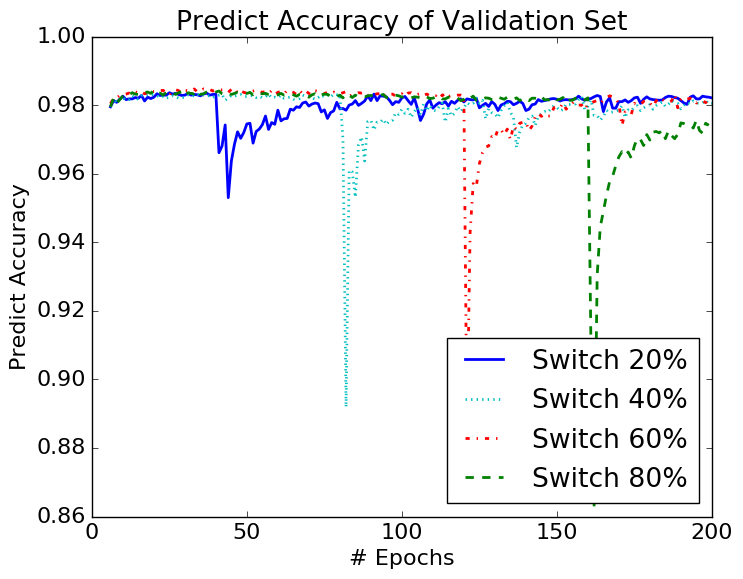 Predict Accuracy of Validation Set
1.00
0.98
0.96
0.94
0.92
0.90
0.88
0.86
Predict Accuracy
Switch 20%
Switch 40%
Switch 60%
Switch 80%
0
50
100
150
200
# Epochs